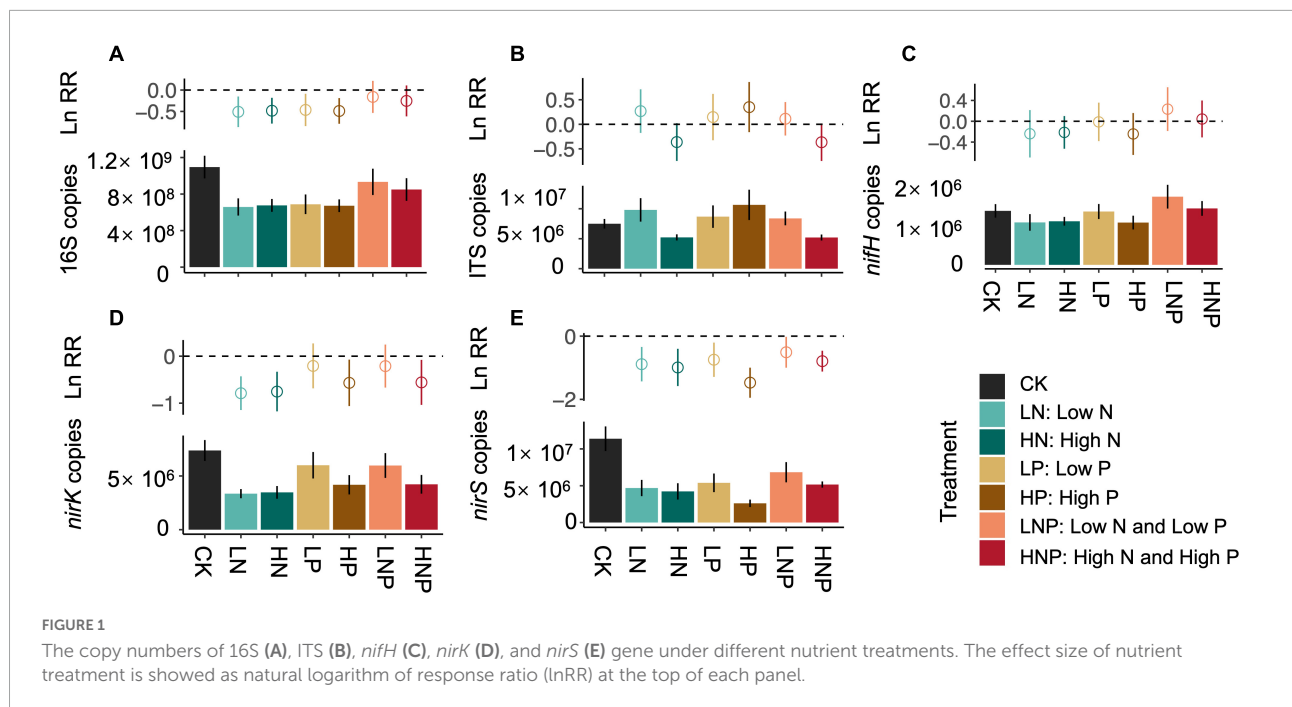 A
Ln RR
0.0
−0.5
16S copies
1.2× 10⁹
8× 10⁸
4× 10⁸
0
B
Ln RR
0.5
0.0
−0.5
ITS copies
1× 10⁷
5× 10⁶
0
C
Ln RR
0.4
0.0
−0.4
nifH copies
2× 10⁶
1× 10⁶
0
CK
LN
HN
LP
HP
LNP
HNP
D
Ln RR
0
−1
nirK copies
5× 10⁶
0
CK
LN
HN
LP
HP
LNP
HNP
E
Ln RR
0
−2
nirS copies
1× 10⁷
5× 10⁶
0
CK
LN
HN
LP
HP
LNP
HNP
Treatment
CK
LN: Low N
HN: High N
LP: Low P
HP: High P
LNP: Low N and Low P
HNP: High N and High P
FIGURE 1
The copy numbers of 16S (A), ITS (B), nifH (C), nirK (D), and nirS (E) gene under different nutrient treatments. The effect size of nutrient
treatment is showed as natural logarithm of response ratio (lnRR) at the top of each panel.